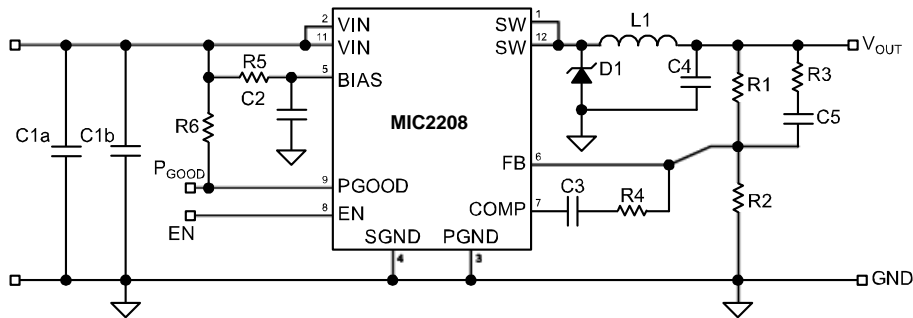 2 VIN SW 1
L1
11 VIN SW 12
V_OUT
R5
5 BIAS
D1
C4
R1
R3
C2
MIC2208
C1a
C1b
R6
C5
P_GOOD
FB 6
9 PGOOD
C3
R4
R2
COMP 7
8 EN
EN
SGND PGND
4 3
GND